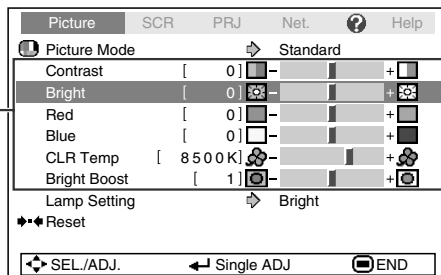 Picture SCR PRJ Net. ? Help
Picture Mode Standard
Contrast [ 0] - +
Bright [ 0] - +
Red [ 0] - +
Blue [ 0] - +
CLR Temp [ 8500K] - +
Bright Boost [ 1] - +
Lamp Setting Bright
Reset
SEL./ADJ. Single ADJ END